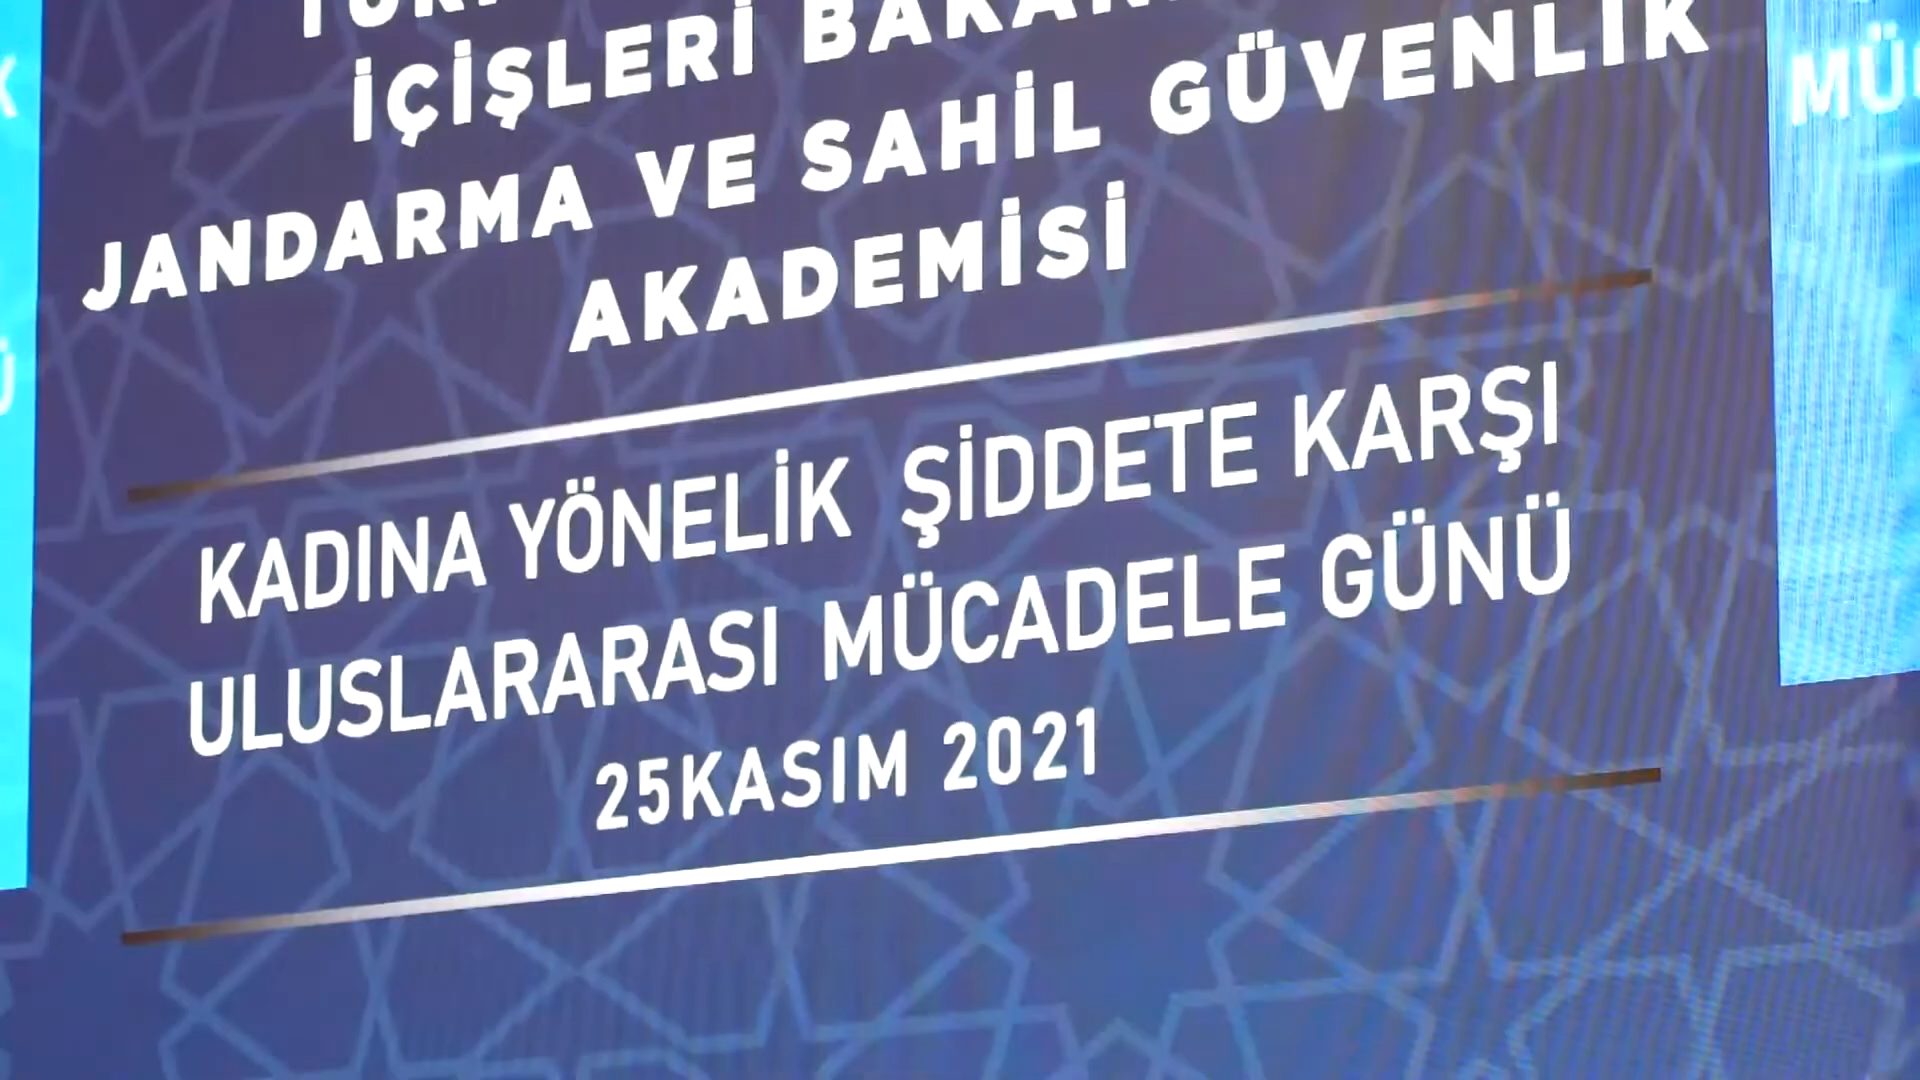 İÇİŞLERİ
JANDARMA VE SAHİL GÜVENLİK
AKADEMİSİ
KADINA YÖNELİK ŞİDDETE KARŞI
ULUSLARARASI MÜCADELE GÜNÜ
25KASIM 2021